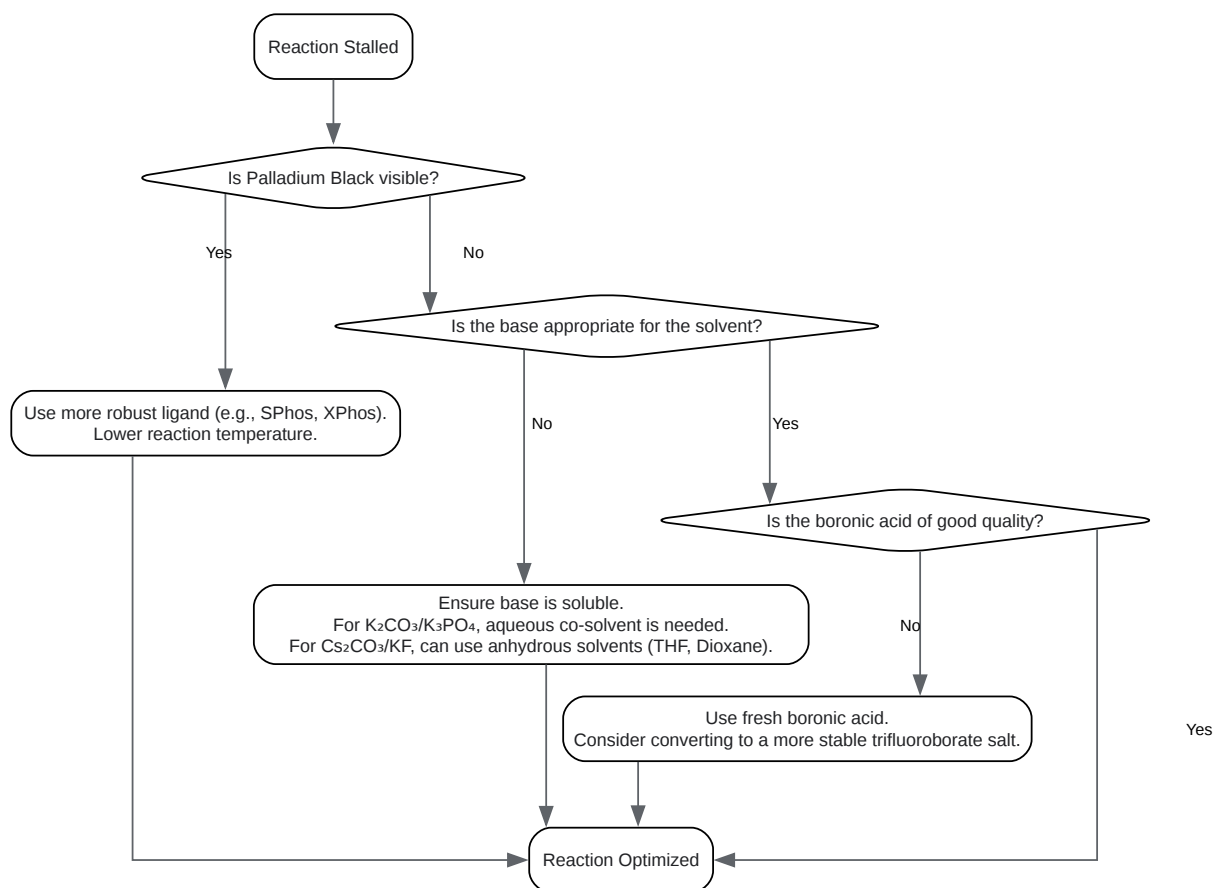 Reaction Stalled
Is Palladium Black visible?
Yes
No
Is the base appropriate for the solvent?
Use more robust ligand (e.g., SPhos, XPhos).
Lower reaction temperature.
No
Yes
Is the boronic acid of good quality?
Ensure base is soluble.
For K₂CO₃/K₃PO₄, aqueous co-solvent is needed.
For Cs₂CO₃/KF, can use anhydrous solvents (THF, Dioxane).
No
Use fresh boronic acid.
Consider converting to a more stable trifluoroborate salt.
Yes
Reaction Optimized